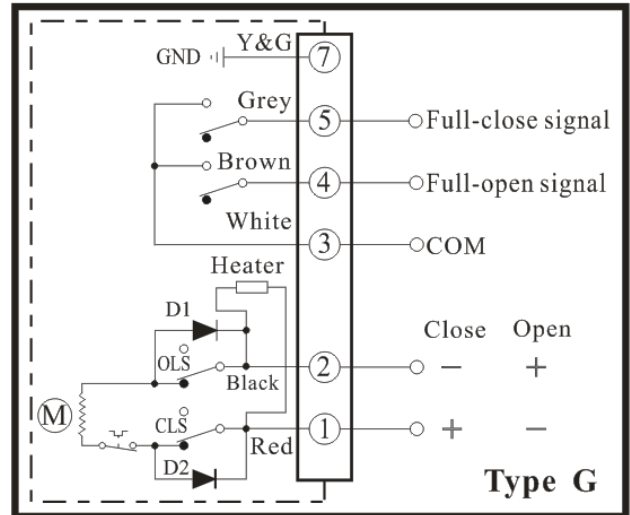 GND Y&G 7
Grey 5 Full-close signal
Brown 4 Full-open signal
White 3 COM
Heater
D1 Close Open
OLS Black 2 − +
M CLS Red 1 + −
D2
Type G